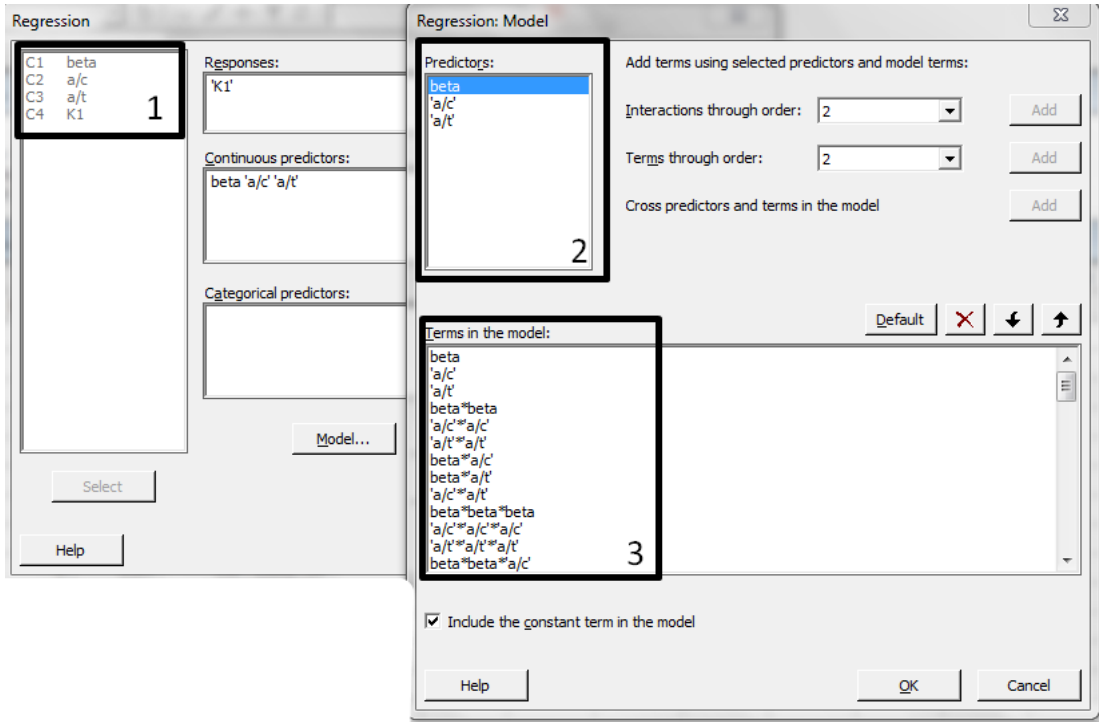 Regression
C1 beta
C2 a/c
C3 a/t
C4 K1
1
Responses:
'K1'
Continuous predictors:
beta 'a/c' 'a/t'
Categorical predictors:
Model...
Select
Help
Regression: Model
Predictors:
beta
'a/c'
'a/t'
2
Add terms using selected predictors and model terms:
Interactions through order: 2 Add
Terms through order: 2 Add
Cross predictors and terms in the model Add
Default
Terms in the model:
beta
'a/c'
'a/t'
beta*beta
'a/c'*'a/c'
'a/t'*'a/t'
beta*'a/c'
beta*'a/t'
'a/c'*'a/t'
beta*beta*beta
'a/c'*'a/c'*'a/c'
'a/t'*'a/t'*'a/t'
beta*beta*'a/c'
3
Include the constant term in the model
Help
OK
Cancel